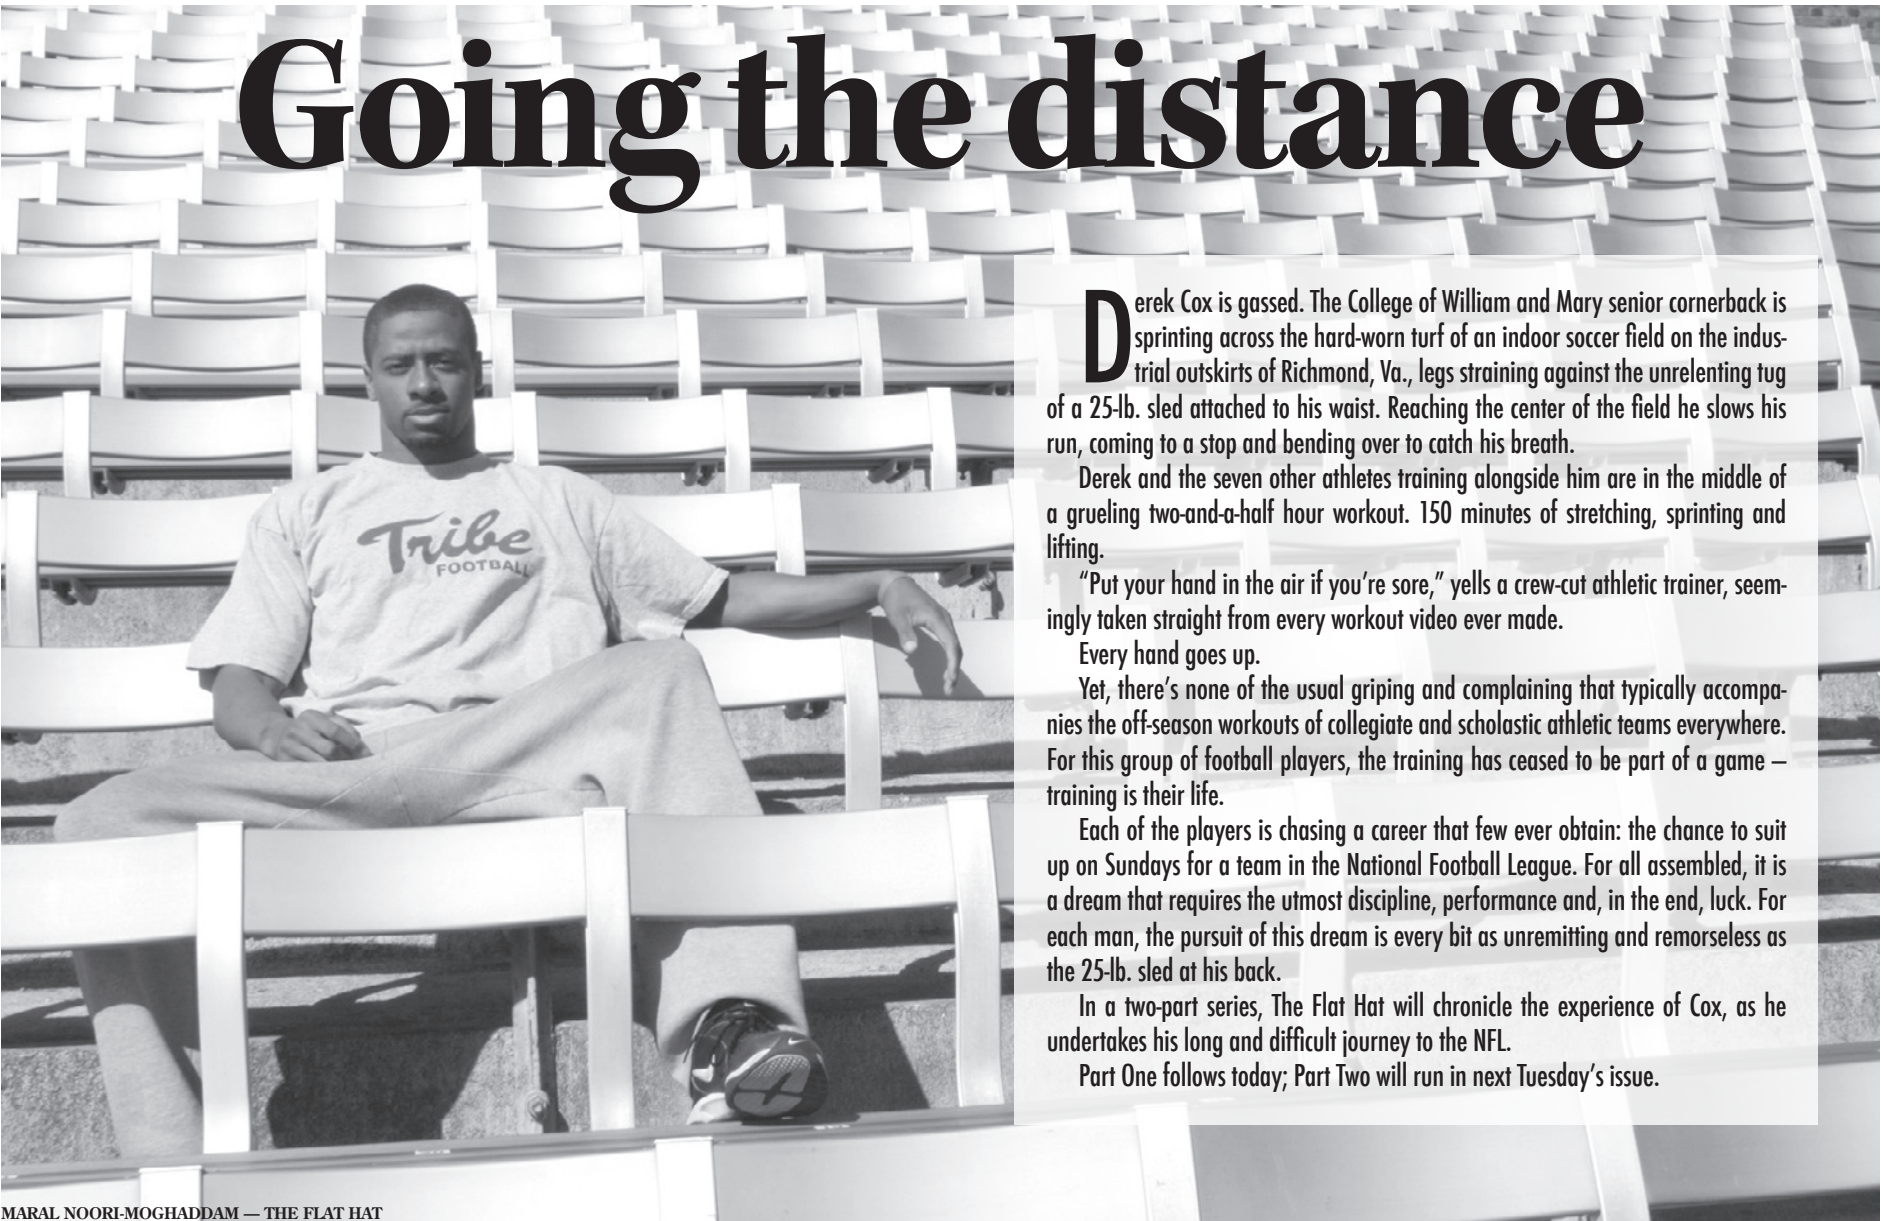 Going the distance
Tribe
FOOTBALL
Derek Cox is gassed. The College of William and Mary senior cornerback is
sprinting across the hard-worn turf of an indoor soccer field on the indus-
trial outskirts of Richmond, Va., legs straining against the unrelenting tug
of a 25-lb. sled attached to his waist. Reaching the center of the field he slows his
run, coming to a stop and bending over to catch his breath.
Derek and the seven other athletes training alongside him are in the middle of
a grueling two-and-a-half hour workout. 150 minutes of stretching, sprinting and
lifting.
“Put your hand in the air if you’re sore,” yells a crew-cut athletic trainer, seem-
ingly taken straight from every workout video ever made.
Every hand goes up.
Yet, there’s none of the usual griping and complaining that typically accompa-
nies the off-season workouts of collegiate and scholastic athletic teams everywhere.
For this group of football players, the training has ceased to be part of a game –
training is their life.
Each of the players is chasing a career that few ever obtain: the chance to suit
up on Sundays for a team in the National Football League. For all assembled, it is
a dream that requires the utmost discipline, performance and, in the end, luck. For
each man, the pursuit of this dream is every bit as unremitting and remorseless as
the 25-lb. sled at his back.
In a two-part series, The Flat Hat will chronicle the experience of Cox, as he
undertakes his long and difficult journey to the NFL.
Part One follows today; Part Two will run in next Tuesday’s issue.
MARAL NOORI-MOGHADDAM — THE FLAT HAT